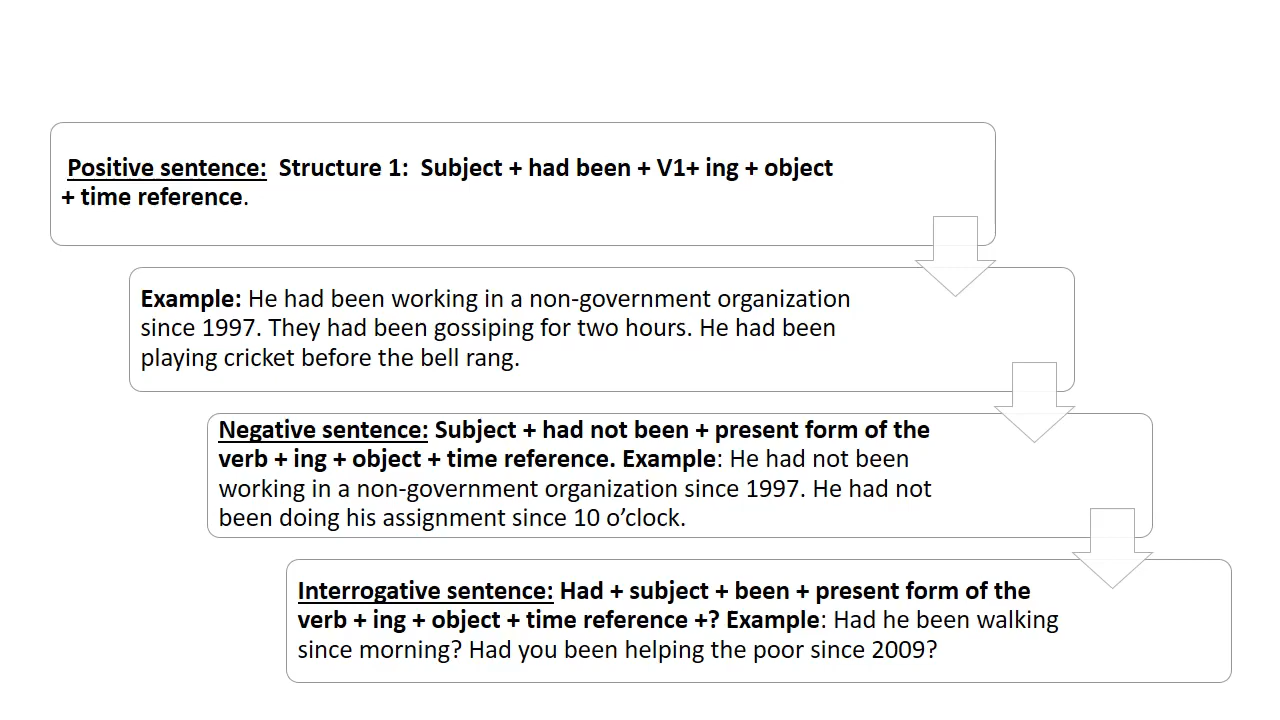 Positive sentence: Structure 1: Subject + had been + V1+ ing + object
+ time reference.
Example: He had been working in a non-government organization
since 1997. They had been gossiping for two hours. He had been
playing cricket before the bell rang.
Negative sentence: Subject + had not been + present form of the
verb + ing + object + time reference. Example: He had not been
working in a non-government organization since 1997. He had not
been doing his assignment since 10 o’clock.
Interrogative sentence: Had + subject + been + present form of the
verb + ing + object + time reference +? Example: Had he been walking
since morning? Had you been helping the poor since 2009?